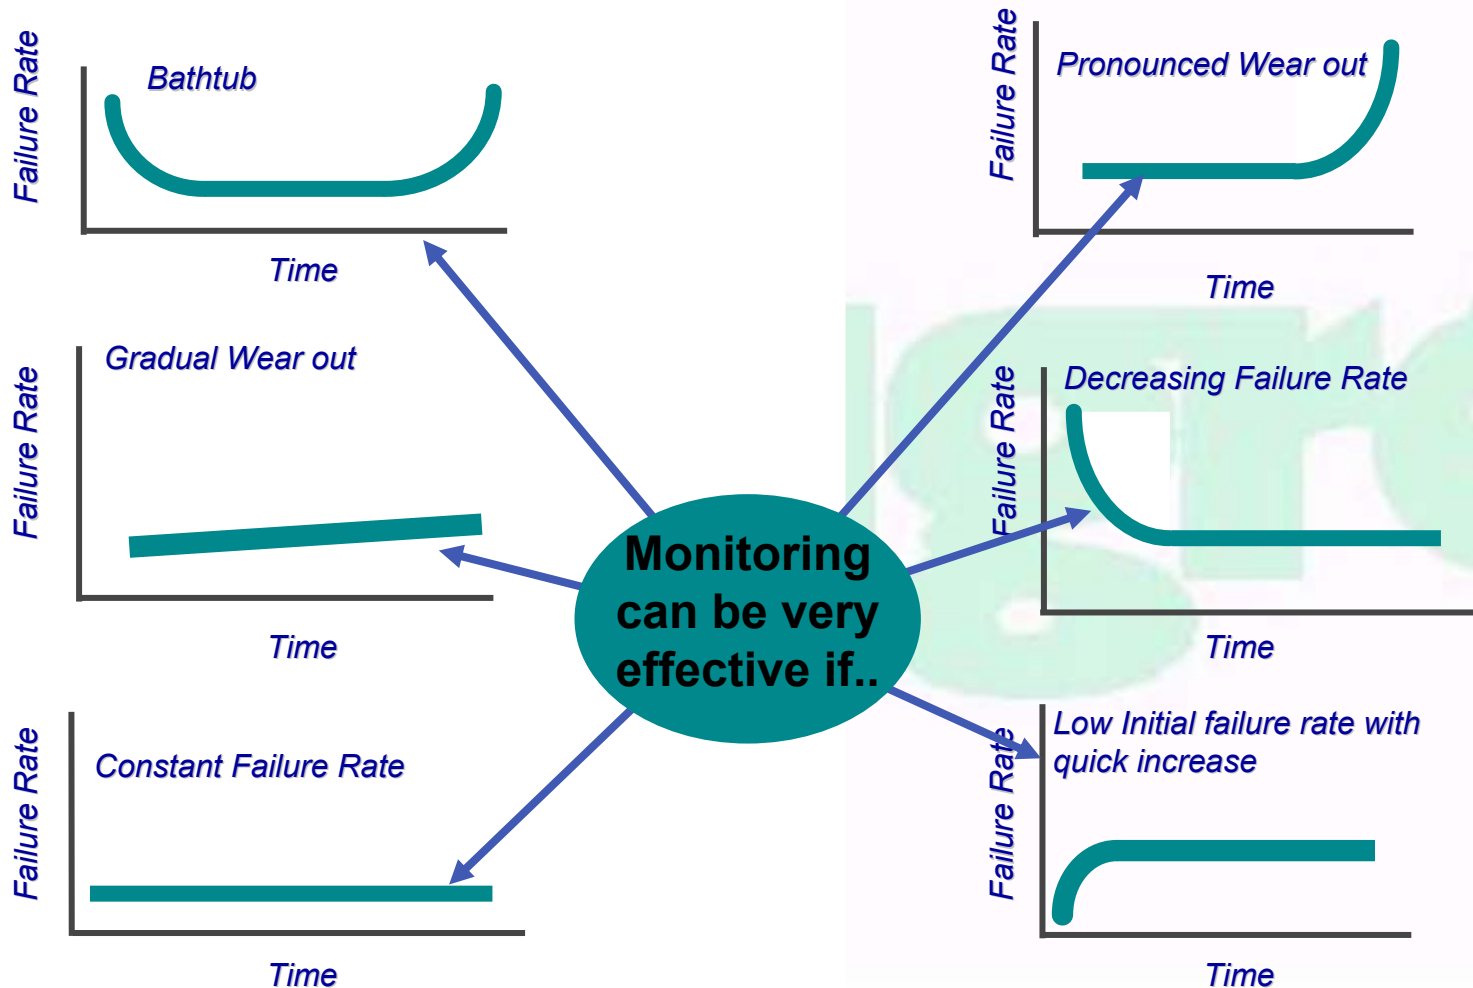 Failure Rate
Bathtub
Time
Gradual Wear out
Failure Rate
Time
Constant Failure Rate
Failure Rate
Time
Monitoring
can be very
effective if..
Failure Rate
Pronounced Wear out
Time
Failure Rate
Decreasing Failure Rate
Time
Failure Rate
Low Initial failure rate with
quick increase
Time